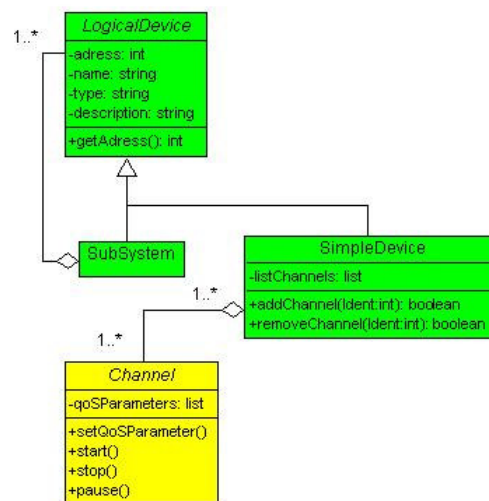 LogicalDevice
1..*
-adress: int
-name: string
-type: string
-description: string
+getAdress(): int
SubSystem
SimpleDevice
-listChannels: list
+addChannel(Ident:int): boolean
+removeChannel(Ident:int): boolean
1..*
1..*
Channel
-qoSParameters: list
+setQoSParameter()
+start()
+stop()
+pause()